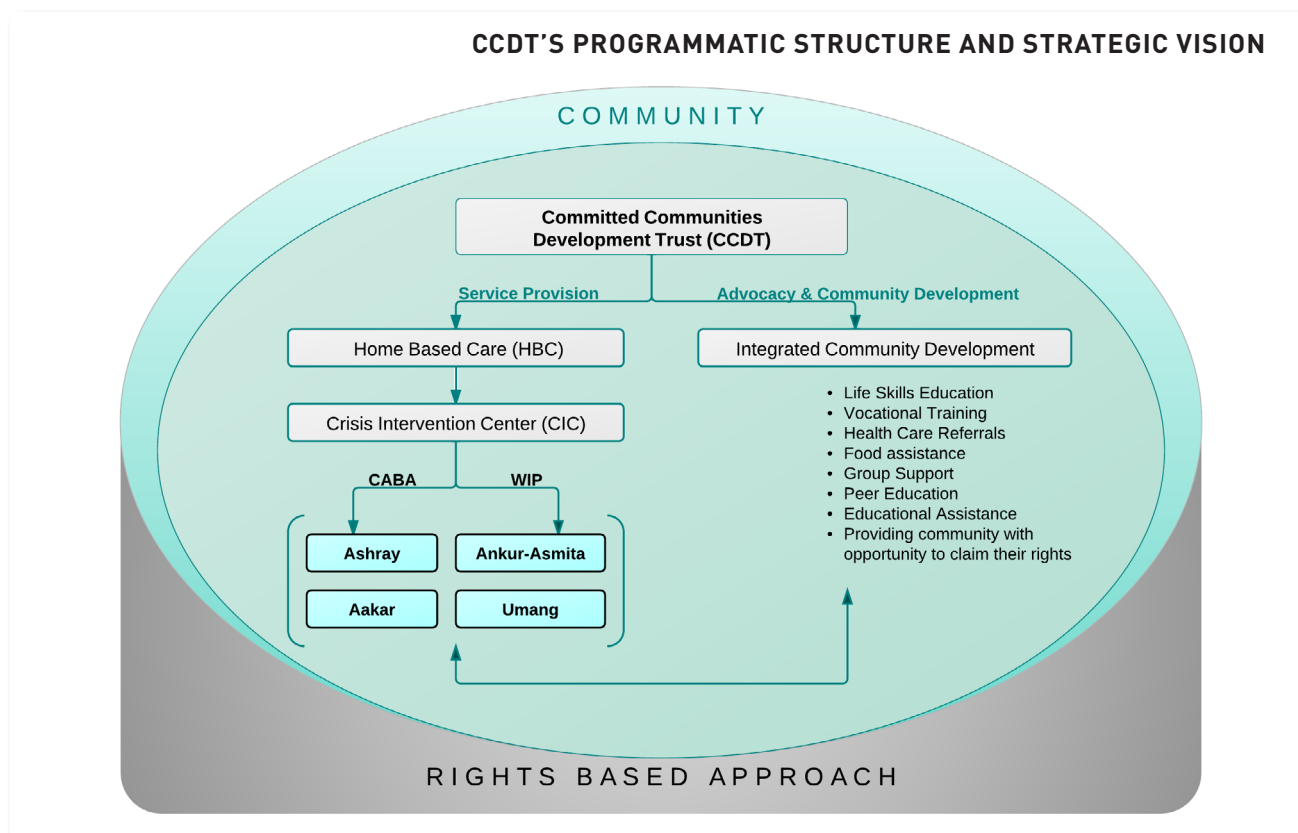 CCDT’S PROGRAMMATIC STRUCTURE AND STRATEGIC VISION
COMMUNITY
Committed Communities
Development Trust (CCDT)
Service Provision
Advocacy & Community Development
Home Based Care (HBC)
Integrated Community Development
Crisis Intervention Center (CIC)
• Life Skills Education
• Vocational Training
• Health Care Referrals
• Food assistance
• Group Support
• Peer Education
• Educational Assistance
• Providing community with
opportunity to claim their rights
CABA
WIP
Ashray
Ankur-Asmita
Aakar
Umang
RIGHTS BASED APPROACH